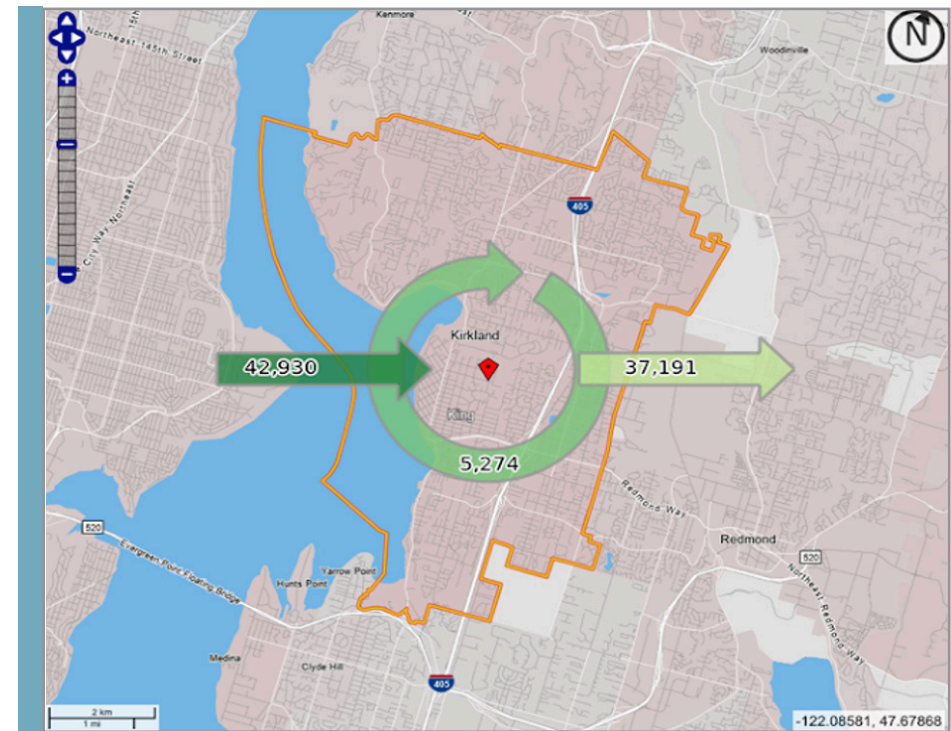 Kenmore
N
15th
Northeast 145th Street
Woodinville
City Way Northeast
405
Kirkland
42,930
37,191
King
5,274
Redmond Way
Redmond
520
520
Evergreen Point Floating Bridge
Yarrow Point
Hunts Point
Northeast Redmond Way
Medina
Clyde Hill
405
2 km
1 mi
-122.08581, 47.67868